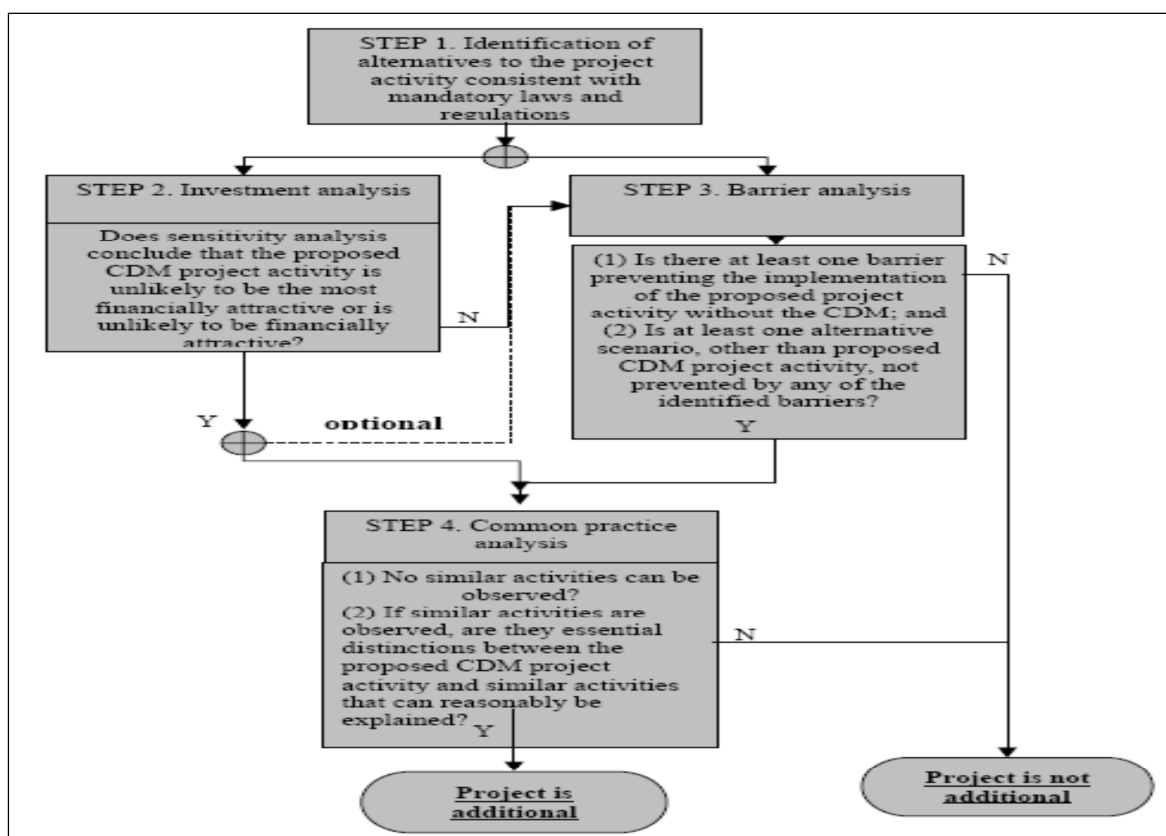 STEP 1. Identification of
alternatives to the project
activity consistent with
mandatory laws and
regulations
STEP 2. Investment analysis
Does sensitivity analysis
conclude that the proposed
CDM project activity is
unlikely to be the most
financially attractive or is
unlikely to be financially
attractive?
N
Y
optional
STEP 3. Barrier analysis
(1) Is there at least one barrier
preventing the implementation
of the proposed project
activity without the CDM; and
(2) Is at least one alternative
scenario, other than proposed
CDM project activity, not
prevented by any of the
identified barriers?
N
Y
STEP 4. Common practice
analysis
(1) No similar activities can be
observed?
(2) If similar activities are
observed, are they essential
distinctions between the
proposed CDM project
activity and similar activities
that can reasonably be
explained?
N
Y
Project is
additional
Project is not
additional